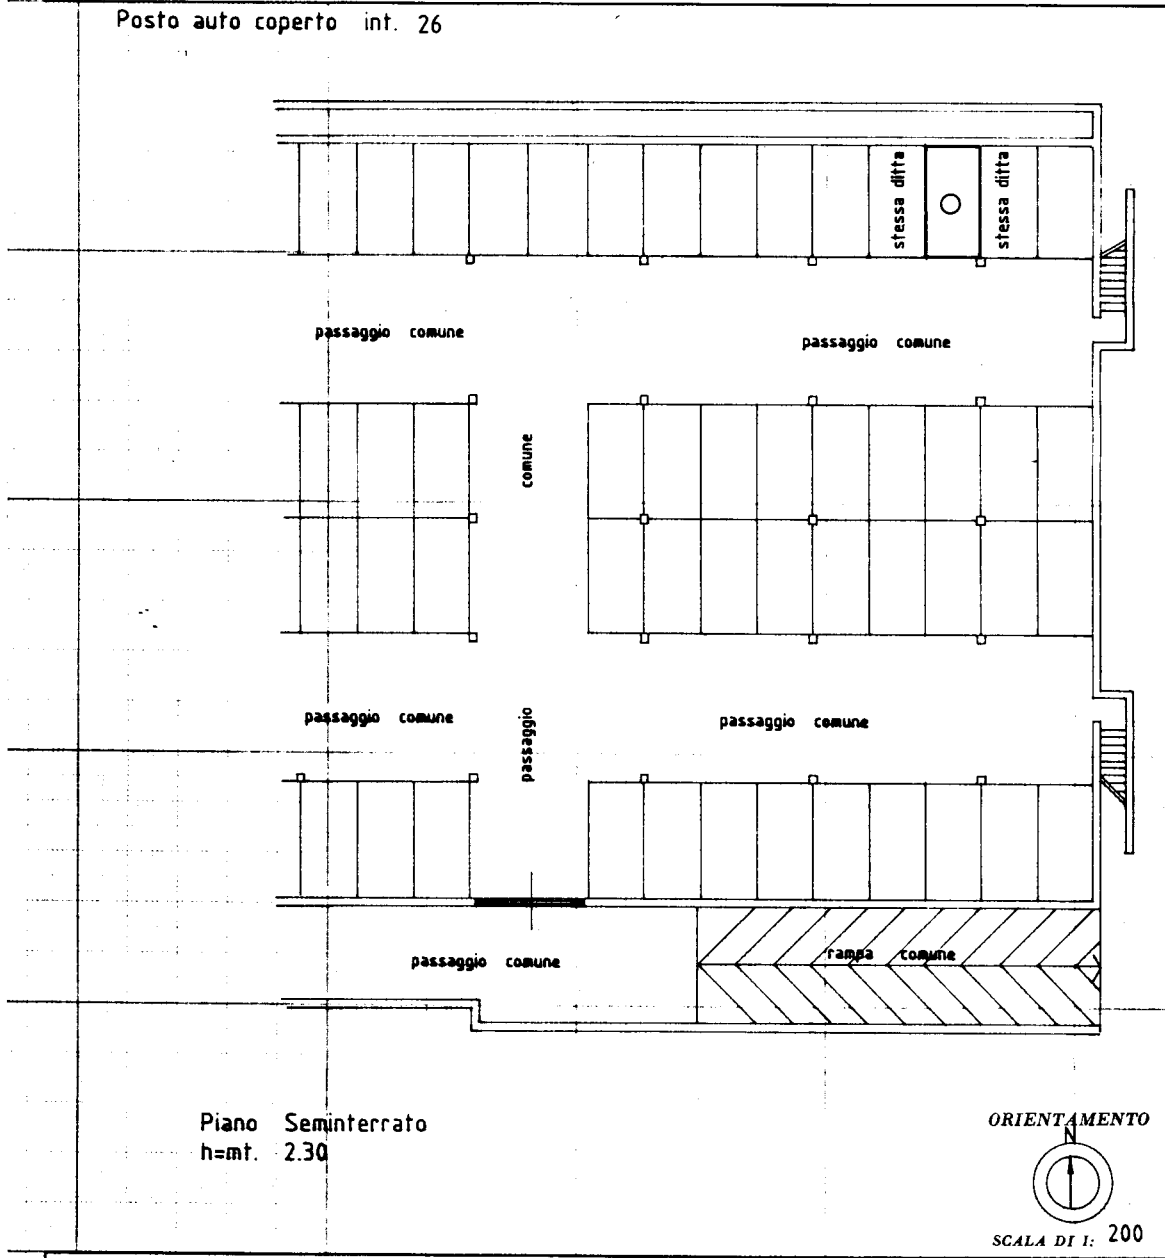 Posto auto coperto int. 26
stessa ditta
stessa ditta
passaggio comune
passaggio comune
comune
passaggio comune
passaggio
passaggio comune
passaggio comune
rampa comune
Piano Seminterrato
h=mt. 2.30
ORIENTAMENTO
N
SCALA DI 1: 200